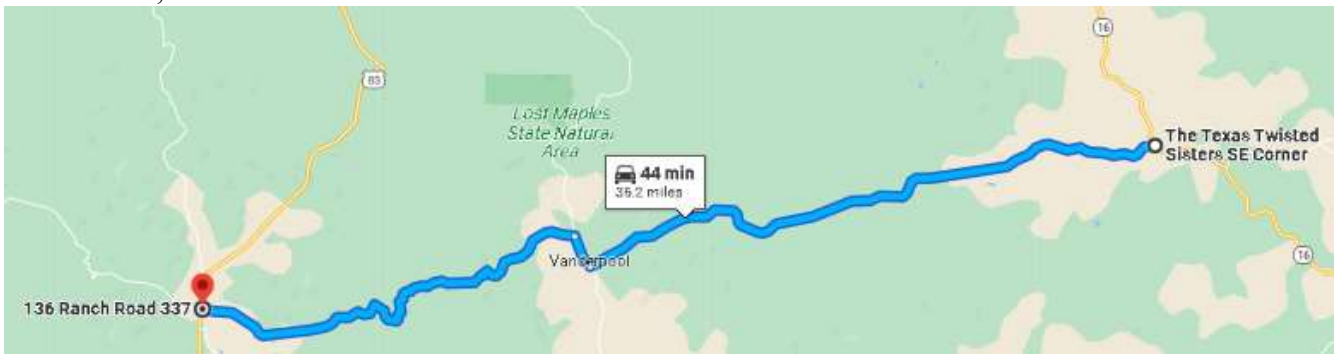 16
83
Lost Maples
State Natural
Area
The Texas Twisted
Sisters SE Corner
44 min
36.2 miles
Vanderpool
16
136 Ranch Road 337